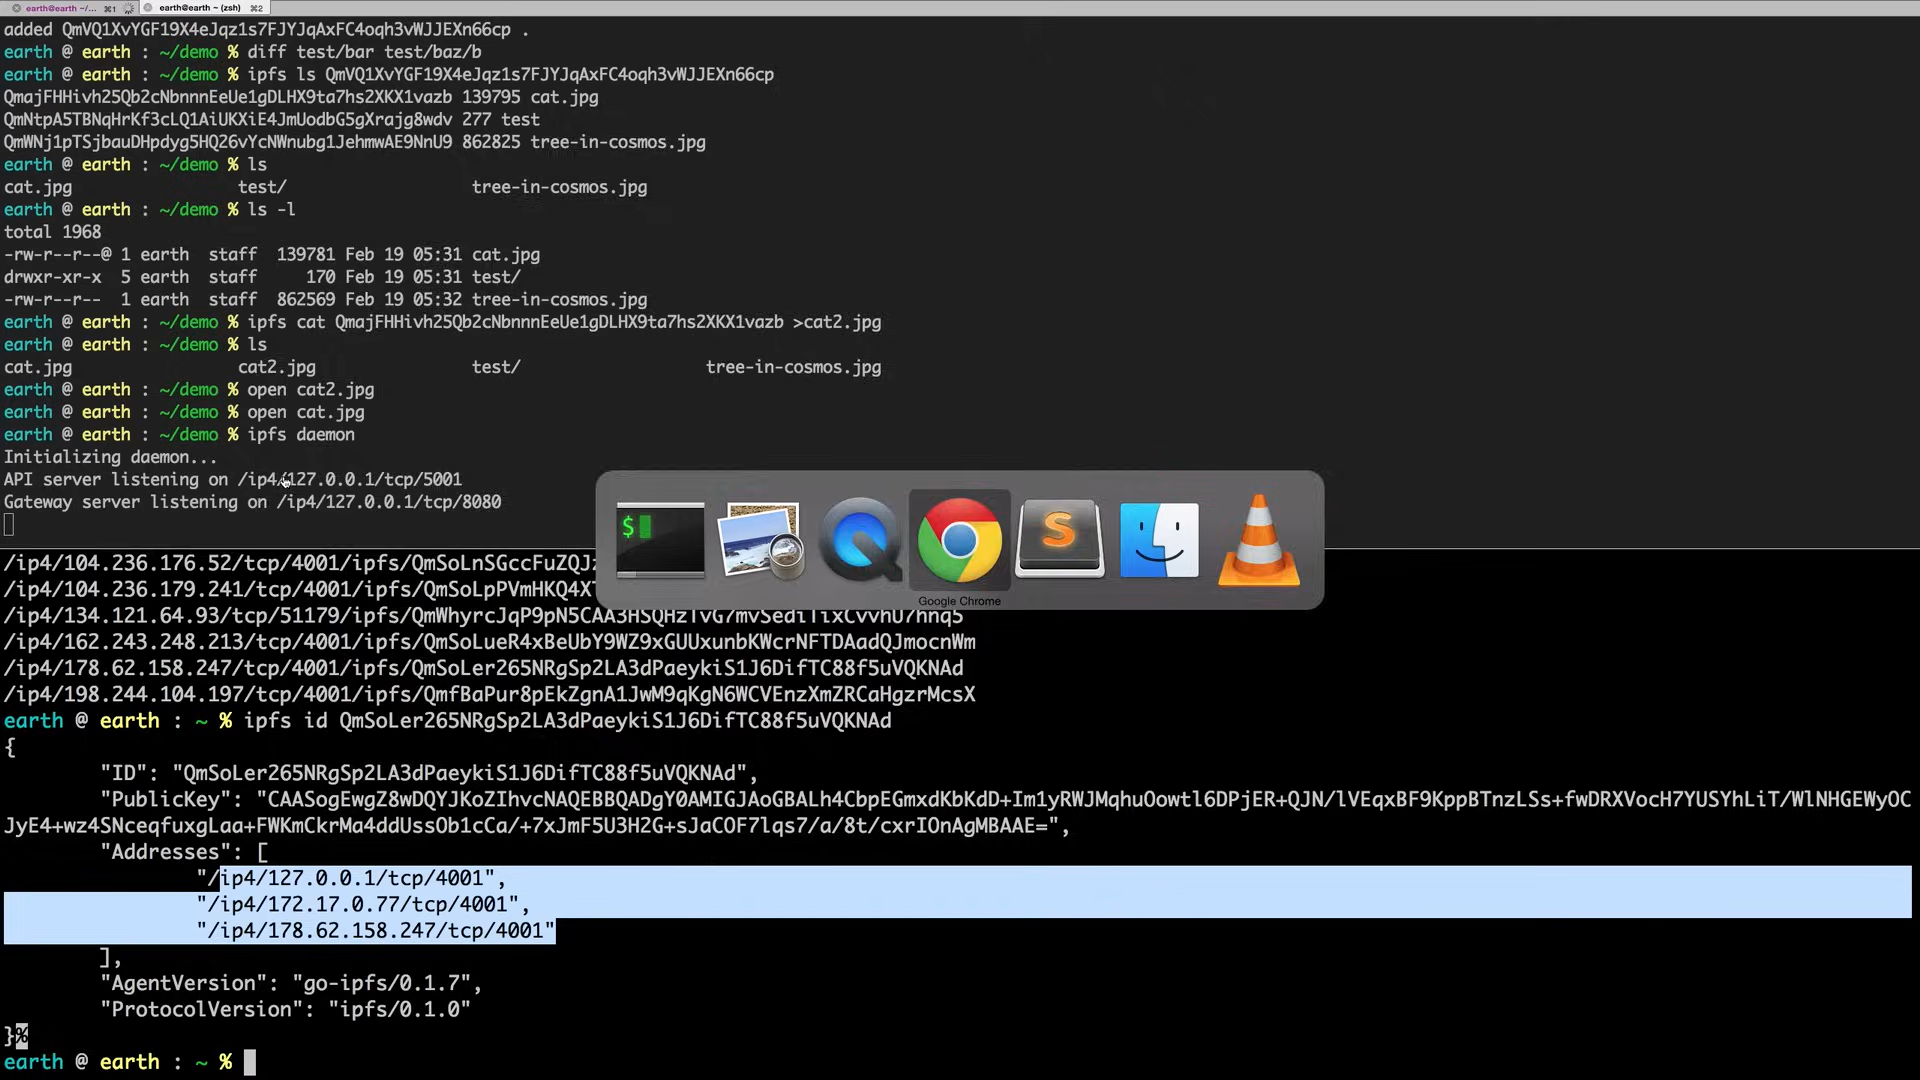 earth@earth ~/... ⌘1 earth@earth ~ (zsh) ⌘2
added QmVQ1XvYGF19X4eJqz1s7FJYJqAxFC4oqh3vWJJEXn66cp .
earth @ earth : ~/demo % diff test/bar test/baz/b
earth @ earth : ~/demo % ipfs ls QmVQ1XvYGF19X4eJqz1s7FJYJqAxFC4oqh3vWJJEXn66cp
QmajFHHivh25Qb2cNbnnnEeUe1gDLHX9ta7hs2XKX1vazb 139795 cat.jpg
QmNtpA5TBNqHrKf3cLQ1AiUKXiE4JmUodbG5gXrajg8wdv 277 test
QmWNj1pTSjbauDHpdyg5HQ26vYcNWnubg1JehmwAE9NnU9 862825 tree-in-cosmos.jpg
earth @ earth : ~/demo % ls
cat.jpg test/ tree-in-cosmos.jpg
earth @ earth : ~/demo % ls -l
total 1968
-rw-r--r--@ 1 earth staff 139781 Feb 19 05:31 cat.jpg
drwxr-xr-x 5 earth staff 170 Feb 19 05:31 test/
-rw-r--r-- 1 earth staff 862569 Feb 19 05:32 tree-in-cosmos.jpg
earth @ earth : ~/demo % ipfs cat QmajFHHivh25Qb2cNbnnnEeUe1gDLHX9ta7hs2XKX1vazb >cat2.jpg
earth @ earth : ~/demo % ls
cat.jpg cat2.jpg test/ tree-in-cosmos.jpg
earth @ earth : ~/demo % open cat2.jpg
earth @ earth : ~/demo % open cat.jpg
earth @ earth : ~/demo % ipfs daemon
Initializing daemon...
API server listening on /ip4/127.0.0.1/tcp/5001
Gateway server listening on /ip4/127.0.0.1/tcp/8080
Google Chrome
/ip4/104.236.176.52/tcp/4001/ipfs/QmSoLnSGccFuZQJz
/ip4/104.236.179.241/tcp/4001/ipfs/QmSoLpPVmHKQ4XT
/ip4/134.121.64.93/tcp/51179/ipfs/QmWhyrcJqP9pN5CAA3HSQHzTvG7mvSediTixCvvhU7hnq5
/ip4/162.243.248.213/tcp/4001/ipfs/QmSoLueR4xBeUbY9WZ9xGUUxunbKWcrNFTDAadQJmocnWm
/ip4/178.62.158.247/tcp/4001/ipfs/QmSoLer265NRgSp2LA3dPaeykiS1J6DifTC88f5uVQKNAd
/ip4/198.244.104.197/tcp/4001/ipfs/QmfBaPur8pEkZgnA1JwM9qKgN6WCVEnzXmZRCaHgzrMcsX
earth @ earth : ~ % ipfs id QmSoLer265NRgSp2LA3dPaeykiS1J6DifTC88f5uVQKNAd
{
"ID": "QmSoLer265NRgSp2LA3dPaeykiS1J6DifTC88f5uVQKNAd",
"PublicKey": "CAASogEwgZ8wDQYJKoZIhvcNAQEBBQADgY0AMIGJAoGBALh4CbpEGmxdKbKdD+Im1yRWJMqhuOowtl6DPjER+QJN/lVEqxBF9KppBTnzLSs+fwDRXVocH7YUSYhLiT/WlNHGEWyOC
JyE4+wz4SNceqfuxgLaa+FWKmCkrMa4ddUssOb1cCa/+7xJmF5U3H2G+sJaCOF7lqs7/a/8t/cxrIOnAgMBAAE=",
"Addresses": [
"/ip4/127.0.0.1/tcp/4001",
"/ip4/172.17.0.77/tcp/4001",
"/ip4/178.62.158.247/tcp/4001"
],
"AgentVersion": "go-ipfs/0.1.7",
"ProtocolVersion": "ipfs/0.1.0"
}%
earth @ earth : ~ %